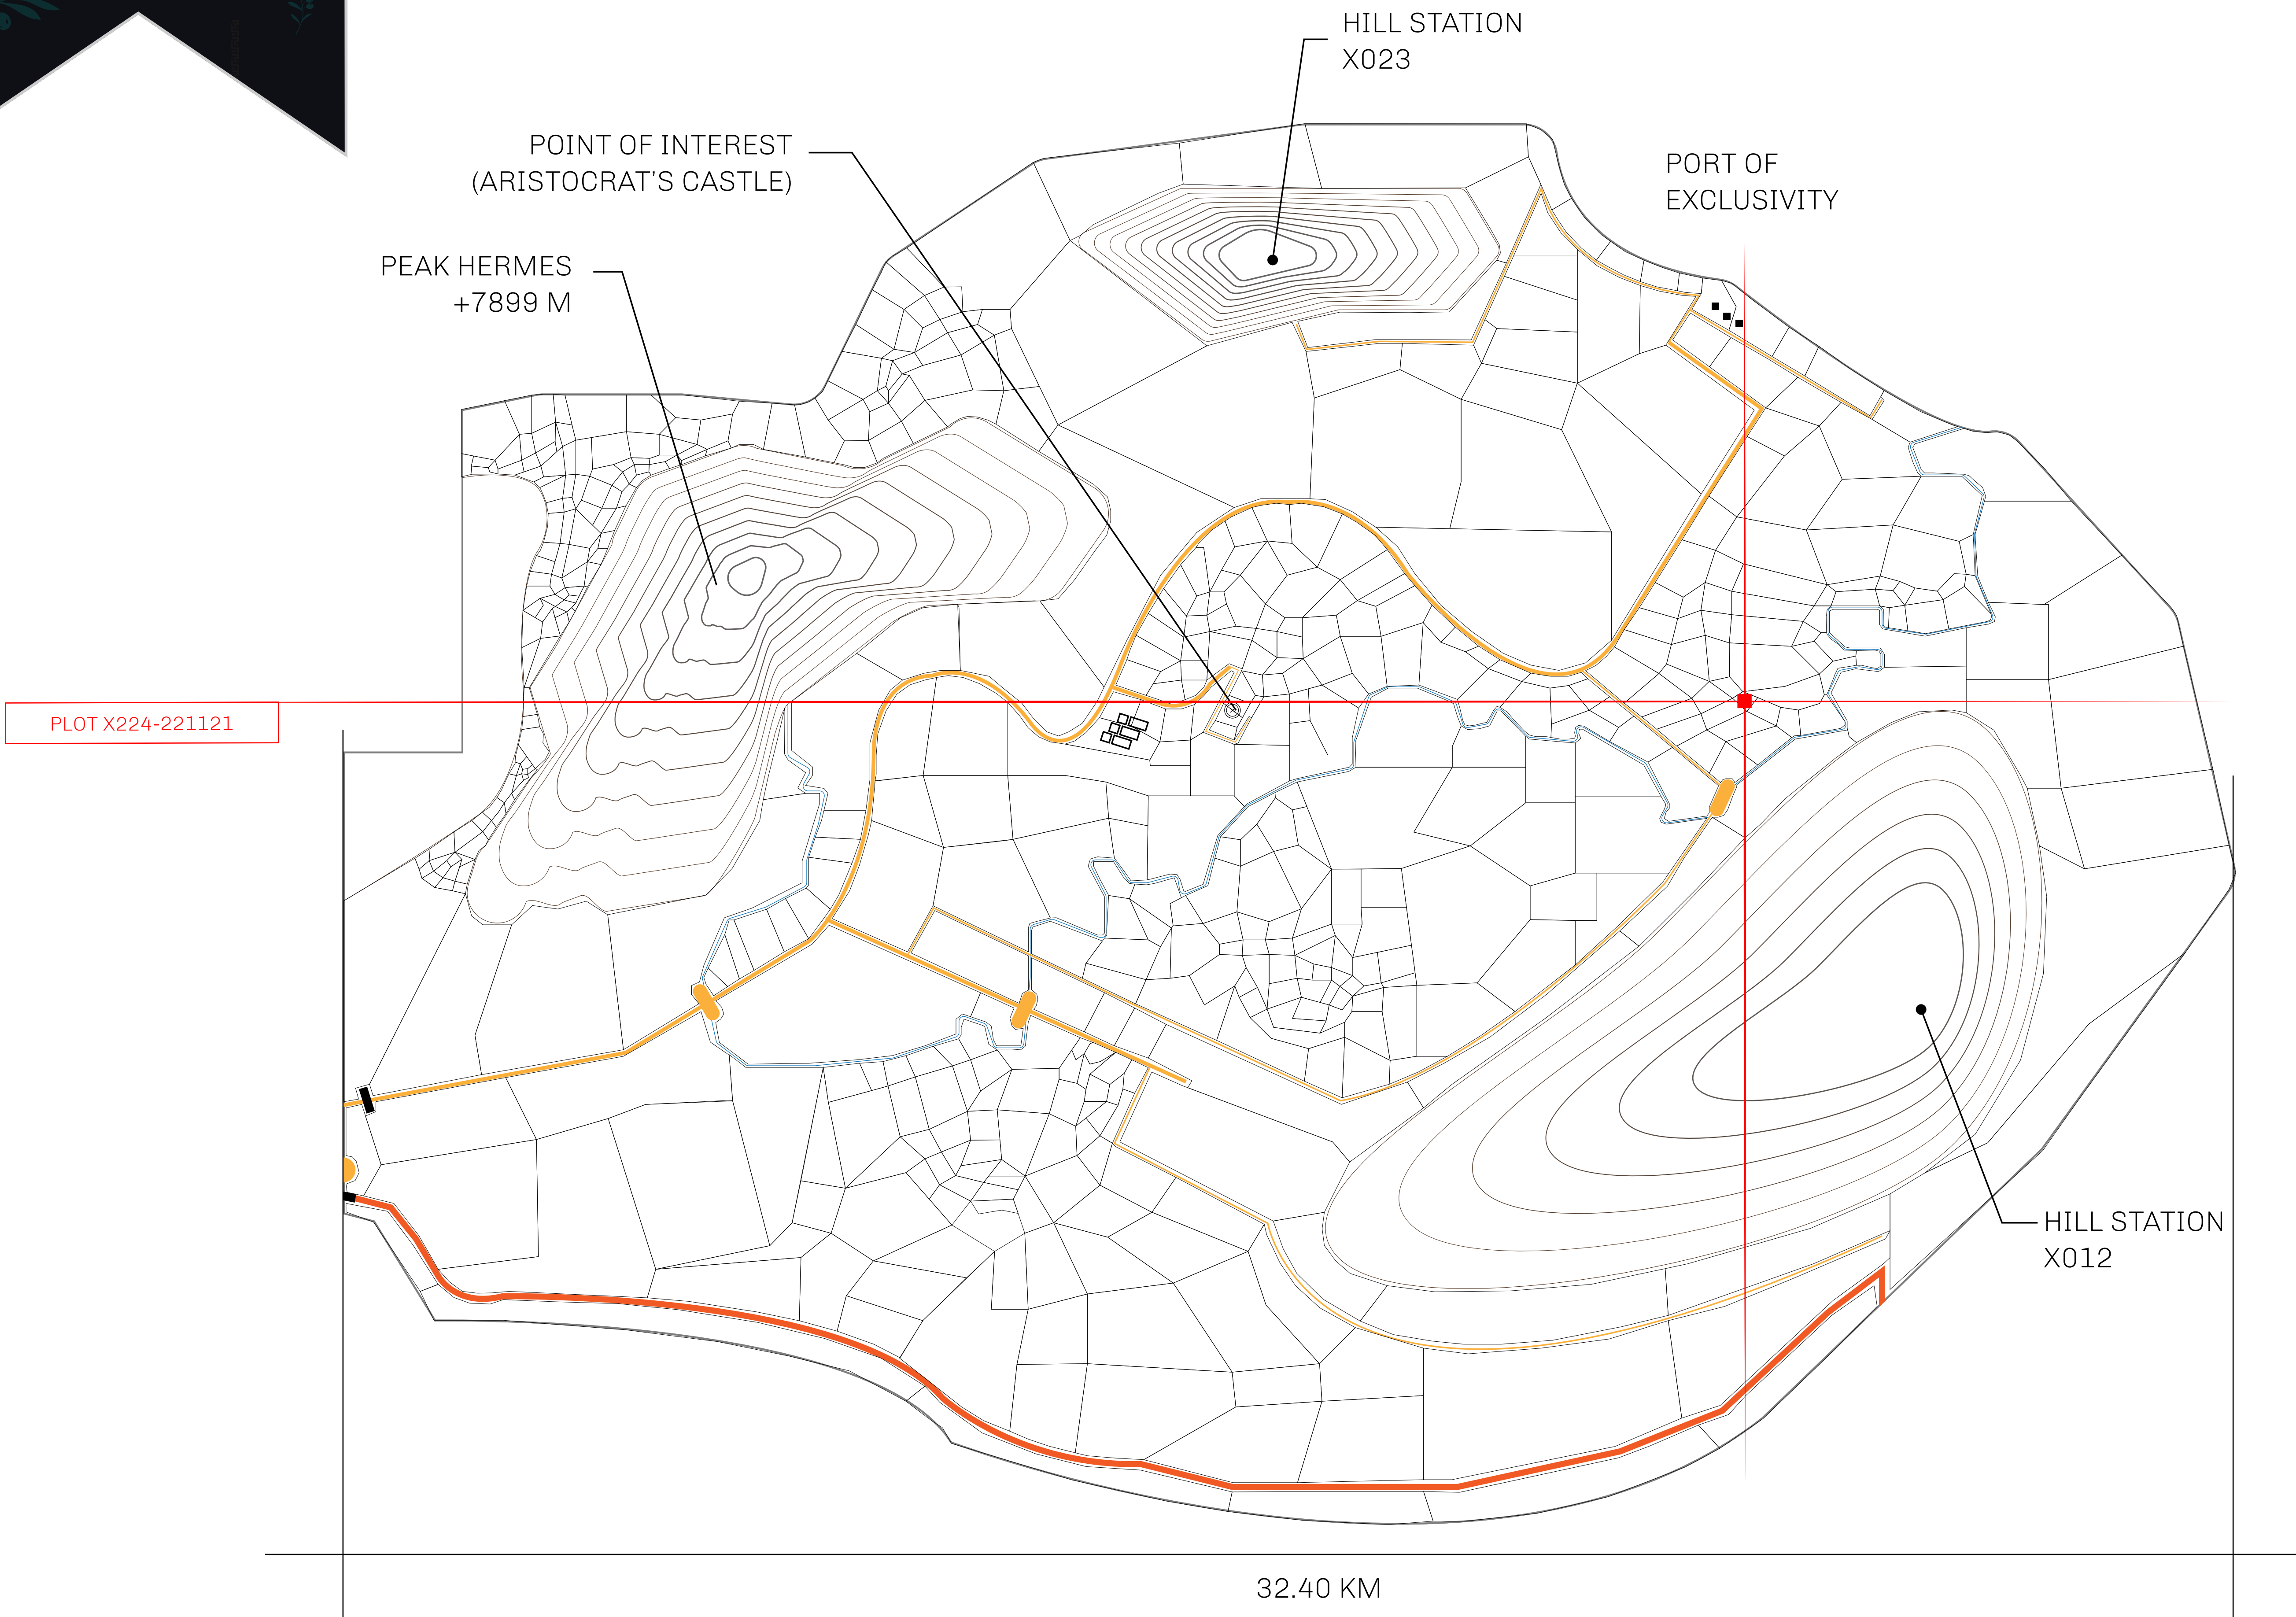 HILL STATION
X023
POINT OF INTEREST
(ARISTOCRAT'S CASTLE)
PORT OF
EXCLUSIVITY
PEAK HERMES
+7899 M
PLOT X224-221121
HILL STATION
X012
32.40 KM